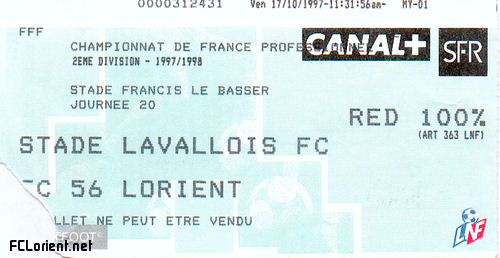 0000312431 Ven 17/10/1997-11:31:56am- MY-01
FFF
CHAMPIONNAT DE FRANCE PROFESSIONNEL
CANAL+ SFR
2EME DIVISION - 1997/1998
STADE FRANCIS LE BASSER
JOURNEE 20
RED 100%
(ART 363 LNF)
STADE LAVALLOIS FC
FC 56 LORIENT
LLET NE PEUT ETRE VENDU
FOOT
LNF
FCLorient.net